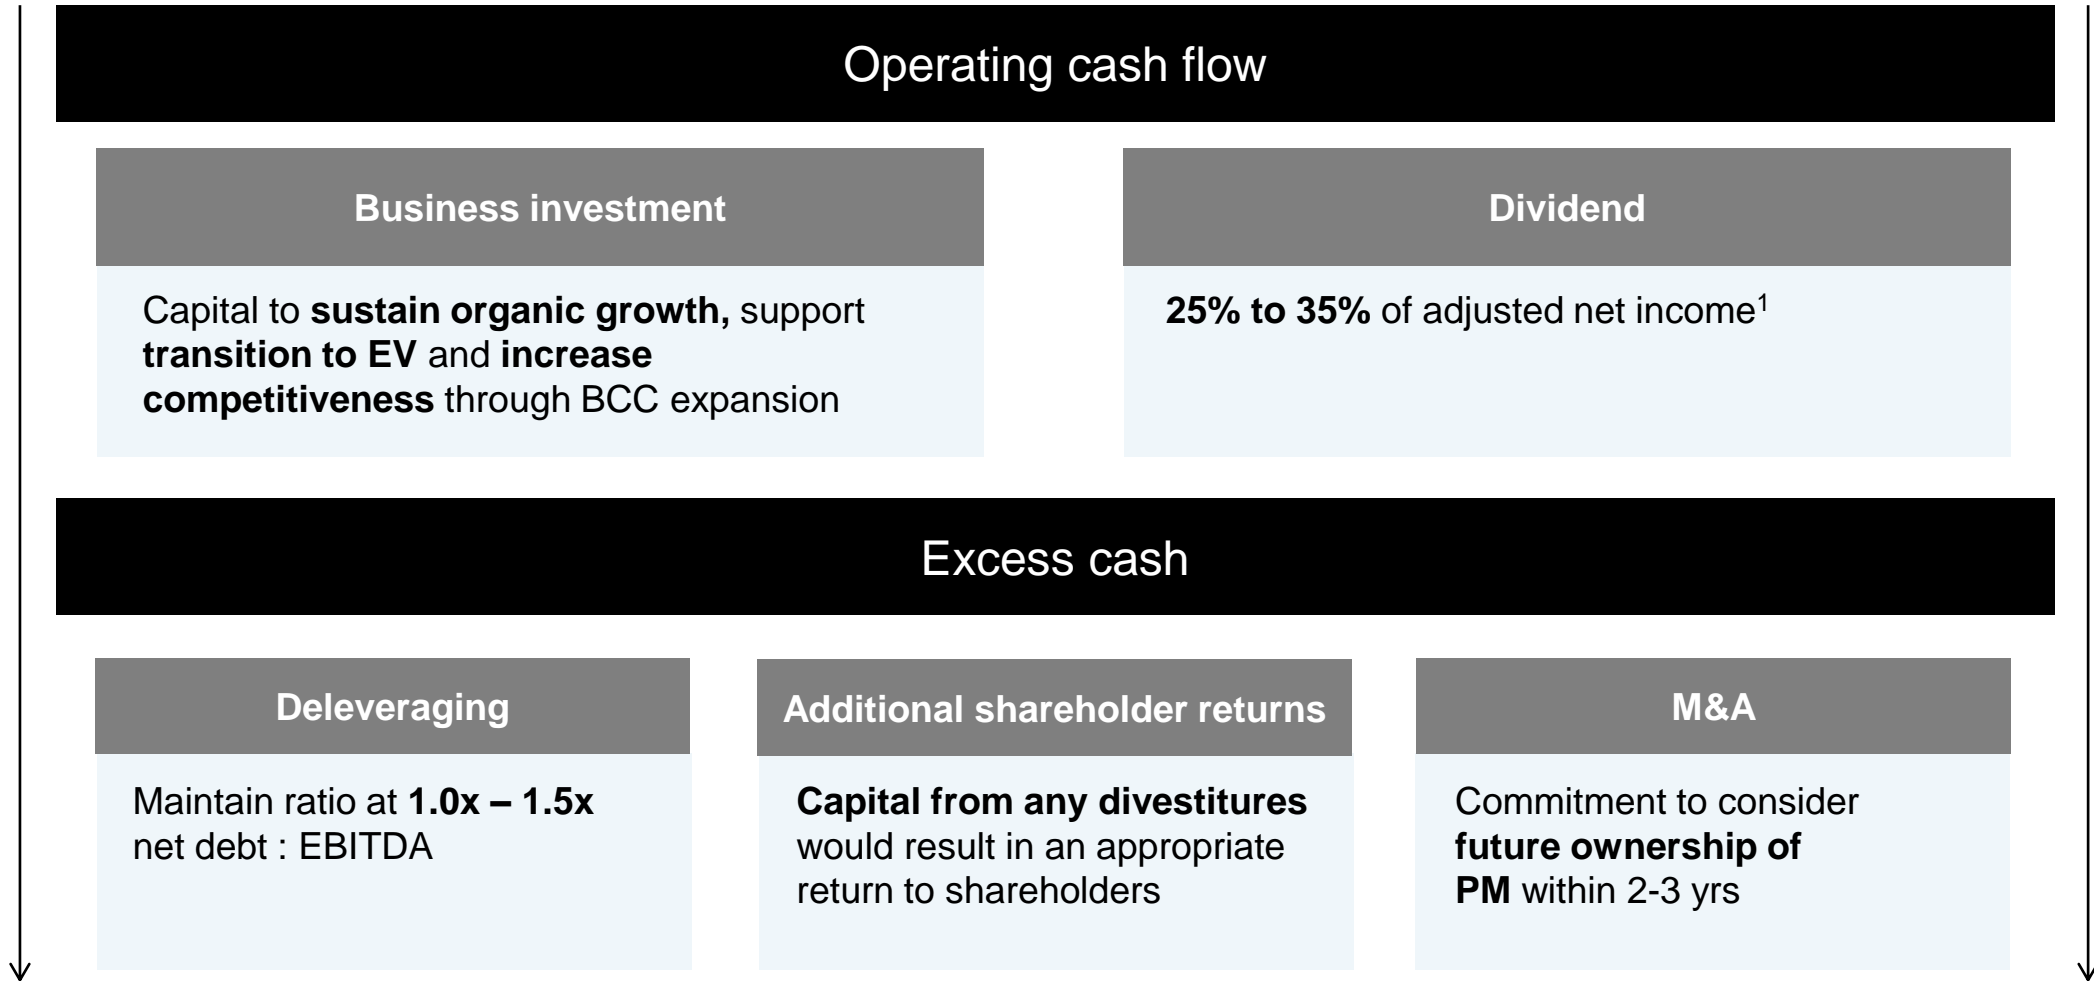 Operating cash flow
Business investment
Capital to sustain organic growth, support
transition to EV and increase
competitiveness through BCC expansion
Dividend
25% to 35% of adjusted net income¹
Excess cash
Deleveraging
Maintain ratio at 1.0x – 1.5x
net debt : EBITDA
Additional shareholder returns
Capital from any divestitures
would result in an appropriate
return to shareholders
M&A
Commitment to consider
future ownership of
PM within 2-3 yrs